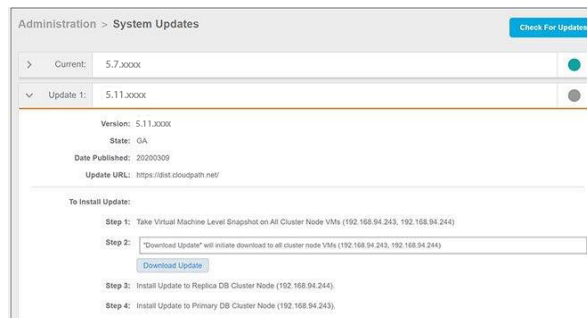 Administration > System Updates
Check For Updates
Current: 5.7.xxxx
Update 1: 5.11.xxxx
Version: 5.11.xxxx
State: GA
Date Published: 20200309
Update URL: https://dist.cloudpath.net/
To Install Update:
Step 1: Take Virtual Machine Level Snapshot on All Cluster Node VMs (192.168.94.243, 192.168.94.244)
Step 2: "Download Update" will initiate download to all cluster node VMs (192.168.94.243, 192.168.94.244)
Download Update
Step 3: Install Update to Replica DB Cluster Node (192.168.94.244).
Step 4: Install Update to Primary DB Cluster Node (192.168.94.243).